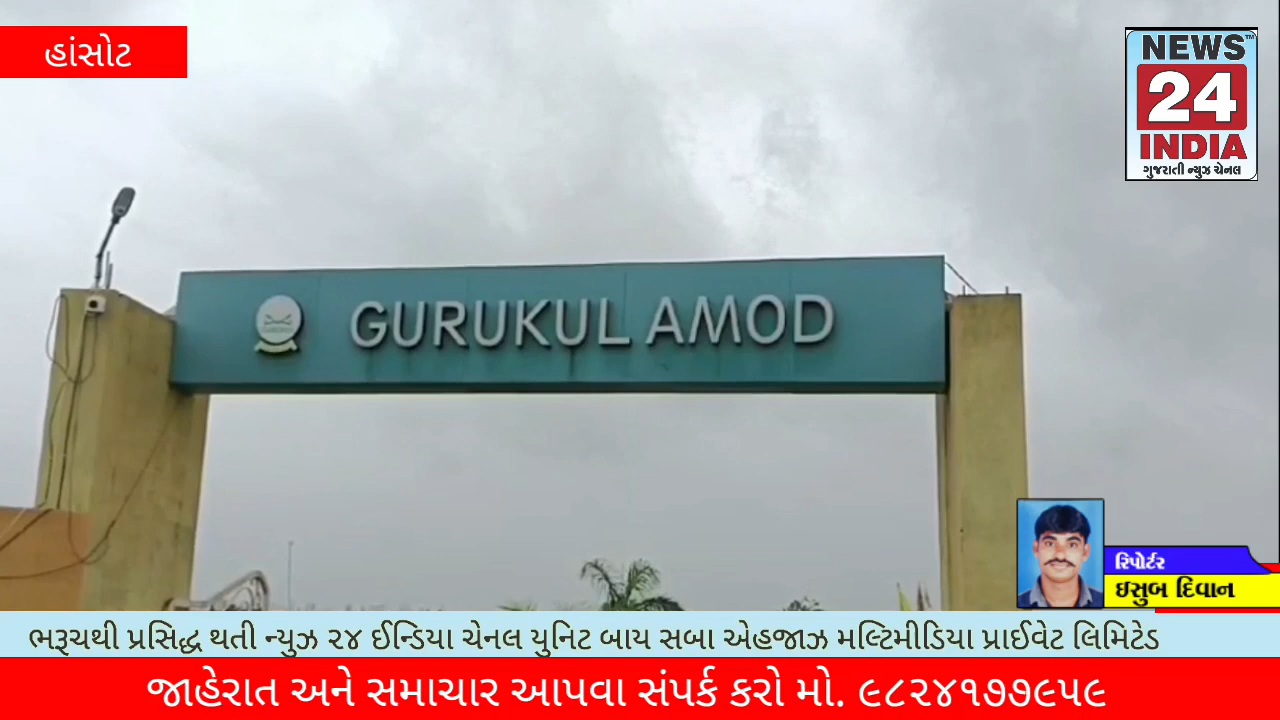 હાંસોટ
NEWS™
24
INDIA
ગુજરાતી ન્યુઝ ચેનલ
GURUKUL AMOD
રિપોર્ટર
ઇસુબ દિવાન
ભરૂચથી પ્રસિદ્ધ થતી ન્યુઝ ૨૪ ઈન્ડિયા ચેનલ યુનિટ બાય સબા એહજાઝ મલ્ટિમીડિયા પ્રાઈવેટ લિમિટેડ
જાહેરાત અને સમાચાર આપવા સંપર્ક કરો મો. ૯૮૨૪૧૭૭૯૫૯